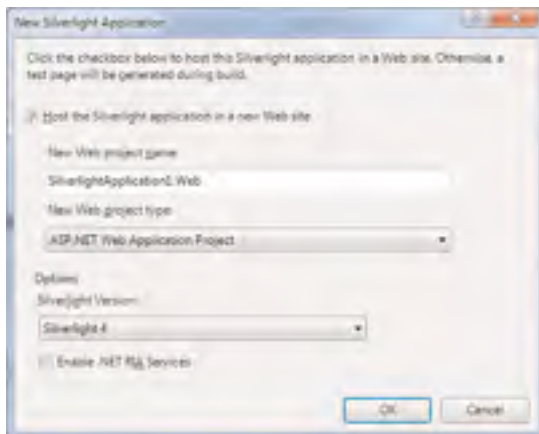 New Silverlight Application
Click the checkbox below to host this Silverlight application in a Web site. Otherwise, a
test page will be generated during build.
Host the Silverlight application in a new Web site
New Web project name
SilverlightApplication1.Web
New Web project type:
ASP.NET Web Application Project
Options
Silverlight Version:
Silverlight 4
Enable .NET RIA Services
OK
Cancel